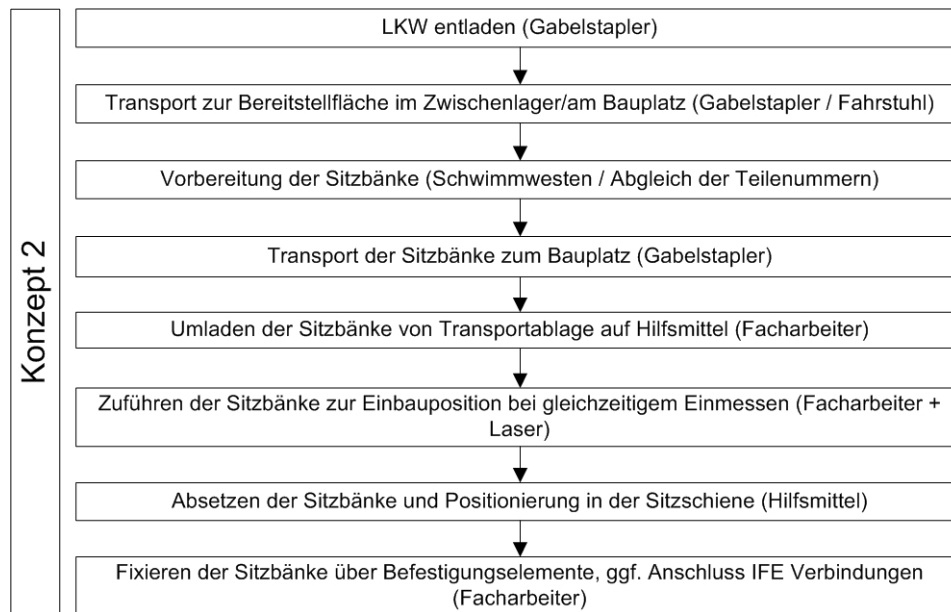 Konzept 2
LKW entladen (Gabelstapler)
Transport zur Bereitstellfläche im Zwischenlager/am Bauplatz (Gabelstapler / Fahrstuhl)
Vorbereitung der Sitzbänke (Schwimmwesten / Abgleich der Teilenummern)
Transport der Sitzbänke zum Bauplatz (Gabelstapler)
Umladen der Sitzbänke von Transportablage auf Hilfsmittel (Facharbeiter)
Zuführen der Sitzbänke zur Einbauposition bei gleichzeitigem Einmessen (Facharbeiter +
Laser)
Absetzen der Sitzbänke und Positionierung in der Sitzschiene (Hilfsmittel)
Fixieren der Sitzbänke über Befestigungselemente, ggf. Anschluss IFE Verbindungen
(Facharbeiter)